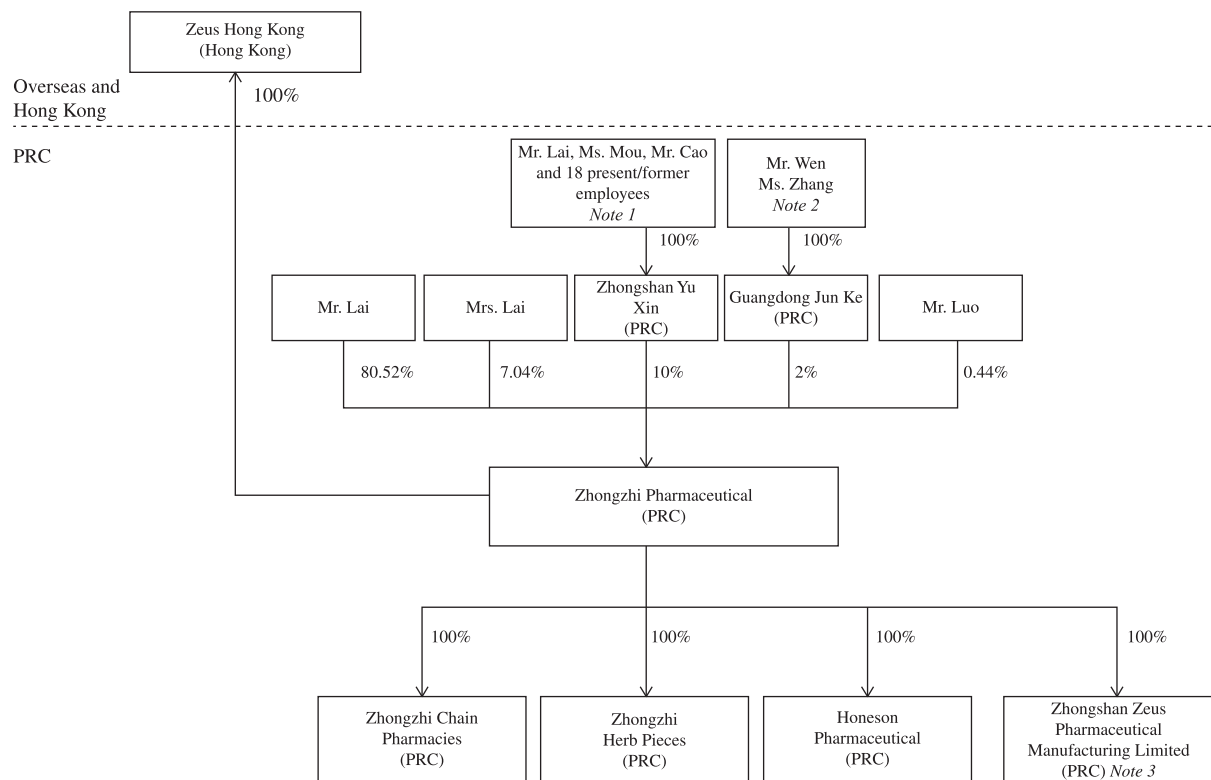 Zeus Hong Kong
(Hong Kong)
Overseas and
Hong Kong
100%
PRC
Mr. Lai, Ms. Mou, Mr. Cao
and 18 present/former
employees
Note 1
Mr. Wen
Ms. Zhang
Note 2
100%
100%
Mr. Lai
Mrs. Lai
Zhongshan Yu
Xin
(PRC)
Guangdong Jun Ke
(PRC)
Mr. Luo
80.52%
7.04%
10%
2%
0.44%
Zhongzhi Pharmaceutical
(PRC)
100%
100%
100%
100%
Zhongzhi Chain
Pharmacies
(PRC)
Zhongzhi
Herb Pieces
(PRC)
Honeson
Pharmaceutical
(PRC)
Zhongshan Zeus
Pharmaceutical
Manufacturing Limited
(PRC) Note 3